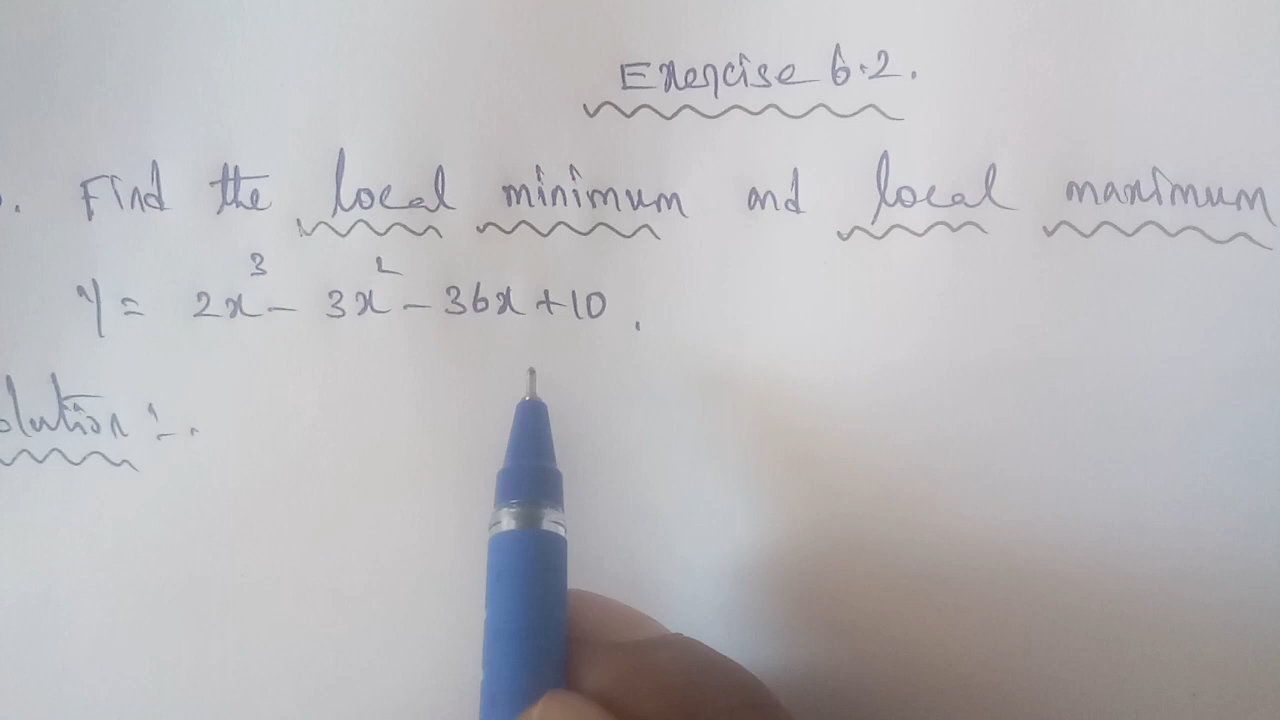 Exercise 6.2.
. Find the local minimum and local maximum
y = 2x³ - 3x² - 36x + 10 .
olution :-.